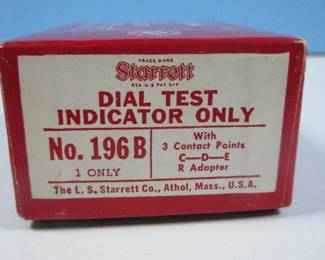 TRADE MARK
Starrett
REG. U S PAT OFF.
DIAL TEST
INDICATOR ONLY
No. 196 B
1 ONLY
With
3 Contact Points
C—D—E
R Adapter
The L. S. Starrett Co., Athol, Mass., U.S.A.